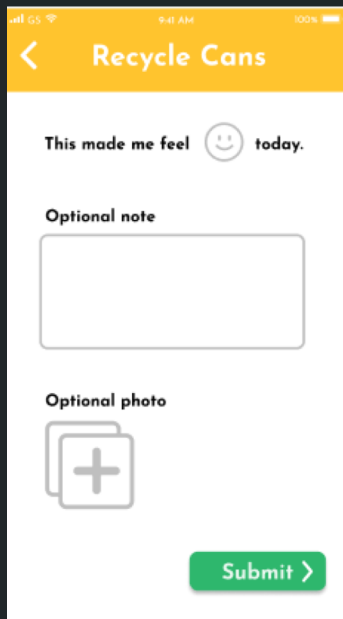 GS 9:41 AM 100%
Recycle Cans
This made me feel today.
Optional note
Optional photo
Submit